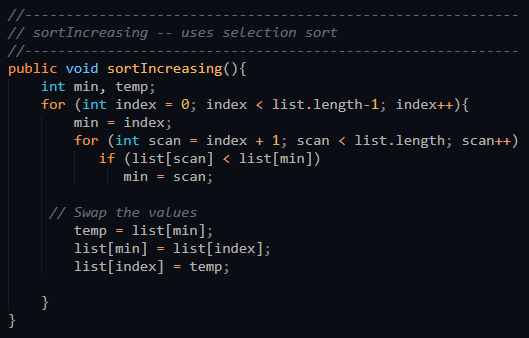 //------------------------------------------------------------
// sortIncreasing -- uses selection sort
//------------------------------------------------------------
public void sortIncreasing(){
    int min, temp;
    for (int index = 0; index < list.length-1; index++){
        min = index;
        for (int scan = index + 1; scan < list.length; scan++)
           if (list[scan] < list[min])
              min = scan;

     // Swap the values
        temp = list[min];
        list[min] = list[index];
        list[index] = temp;

    }
}